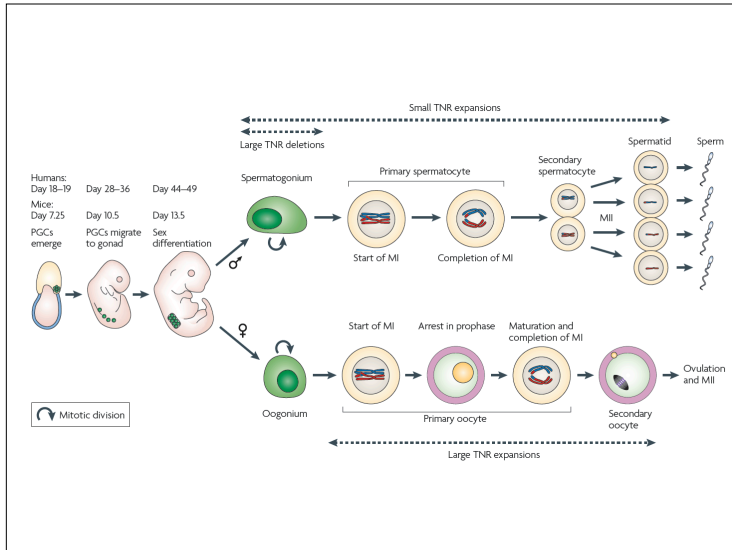 Small TNR expansions
Large TNR deletions
Humans:
Day 18–19
Day 28–36
Day 44–49
Mice:
Day 7.25
Day 10.5
Day 13.5
PGCs
emerge
PGCs migrate
to gonad
Sex
differentiation
Spermatogonium
Primary spermatocyte
Start of MI
Completion of MI
Secondary
spermatocyte
MII
Spermatid
Sperm
♂
♀
Oogonium
Start of MI
Arrest in prophase
Maturation and
completion of MI
Primary oocyte
Secondary
oocyte
Ovulation
and MII
Large TNR expansions
Mitotic division